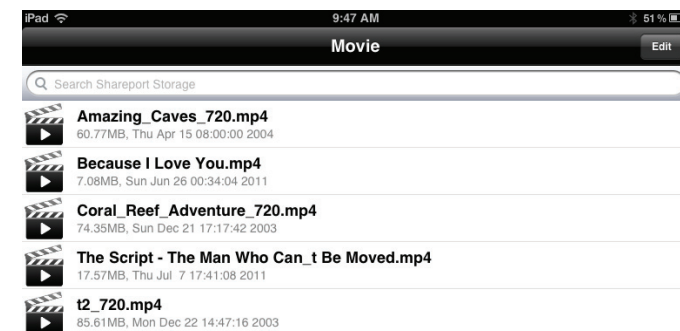 iPad 9:47 AM 51%
Movie Edit
Search Shareport Storage
Amazing_Caves_720.mp4
60.77MB, Thu Apr 15 08:00:00 2004
Because I Love You.mp4
7.08MB, Sun Jun 26 00:34:04 2011
Coral_Reef_Adventure_720.mp4
74.35MB, Sun Dec 21 17:17:42 2003
The Script - The Man Who Can_t Be Moved.mp4
17.57MB, Thu Jul  7 17:41:08 2011
t2_720.mp4
85.61MB, Mon Dec 22 14:47:16 2003